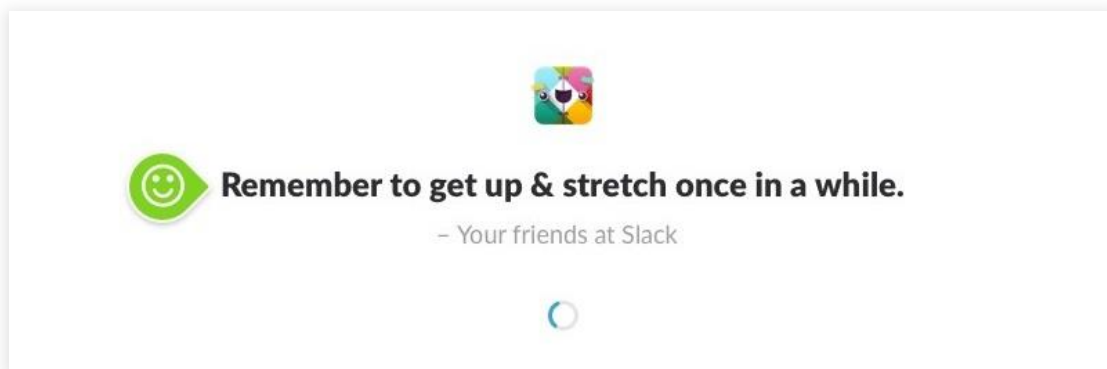 Remember to get up & stretch once in a while.
– Your friends at Slack